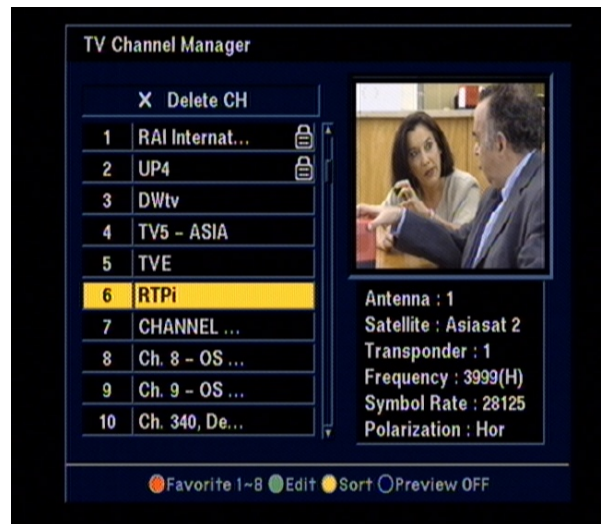 TV Channel Manager
X Delete CH
1 RAI Internat...
2 UP4
3 DWtv
4 TV5 - ASIA
5 TVE
6 RTPi
7 CHANNEL ...
8 Ch. 8 - OS ...
9 Ch. 9 - OS ...
10 Ch. 340, De...
Antenna : 1
Satellite : Asiasat 2
Transponder : 1
Frequency : 3999(H)
Symbol Rate : 28125
Polarization : Hor
Favorite 1~8 Edit Sort Preview OFF